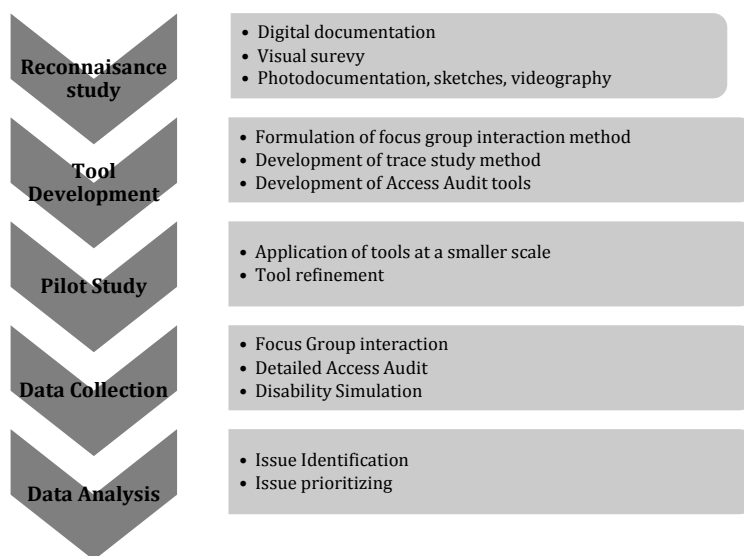 Reconnaisance
study
• Digital documentation
• Visual surevy
• Photodocumentation, sketches, videography
Tool
Development
• Formulation of focus group interaction method
• Development of trace study method
• Development of Access Audit tools
Pilot Study
• Application of tools at a smaller scale
• Tool refinement
Data Collection
• Focus Group interaction
• Detailed Access Audit
• Disability Simulation
Data Analysis
• Issue Identification
• Issue prioritizing